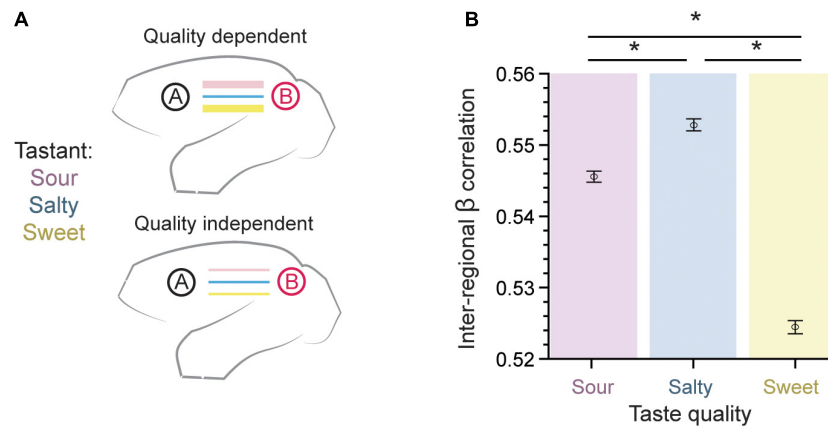 A
Quality dependent
A
B
Tastant:
Sour
Salty
Sweet
Quality independent
A
B
B
*
*
*
0.56
0.55
0.54
0.53
0.52
Inter-regional β correlation
Sour
Salty
Sweet
Taste quality